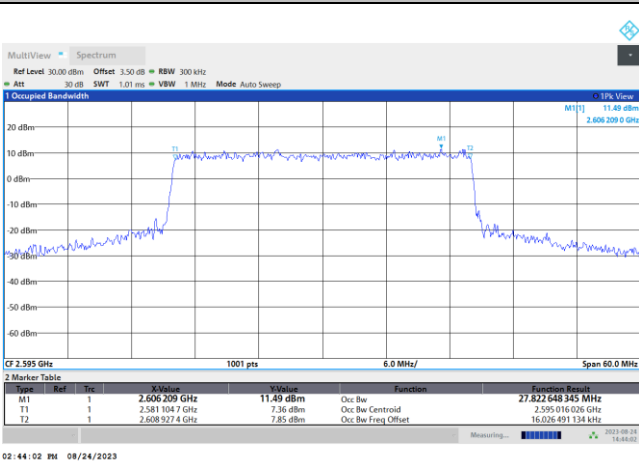 MultiView Spectrum
Ref Level 30.00 dBm Offset 3.50 dB RBW 300 kHz
Att 30 dB SWT 1.01 ms VBW 1 MHz Mode Auto Sweep
1 Occupied Bandwidth 1Pk View
M1[1] 11.49 dBm
2.606 209 0 GHz
20 dBm
M1
T1 T2
10 dBm
0 dBm
-10 dBm
-20 dBm
-30 dBm
-40 dBm
-50 dBm
-60 dBm
CF 2.595 GHz 1001 pts 6.0 MHz/ Span 60.0 MHz
2 Marker Table
Type Ref Trc X-Value Y-Value Function Function Result
M1 1 2.606 209 GHz 11.49 dBm Occ Bw 27.822 648 345 MHz
T1 1 2.581 104 7 GHz 7.36 dBm Occ Bw Centroid 2.595 016 026 GHz
T2 1 2.608 927 4 GHz 7.85 dBm Occ Bw Freq Offset 16.026 491 134 kHz
Measuring... 2023-08-24
14:44:02
02:44:02 PM 08/24/2023